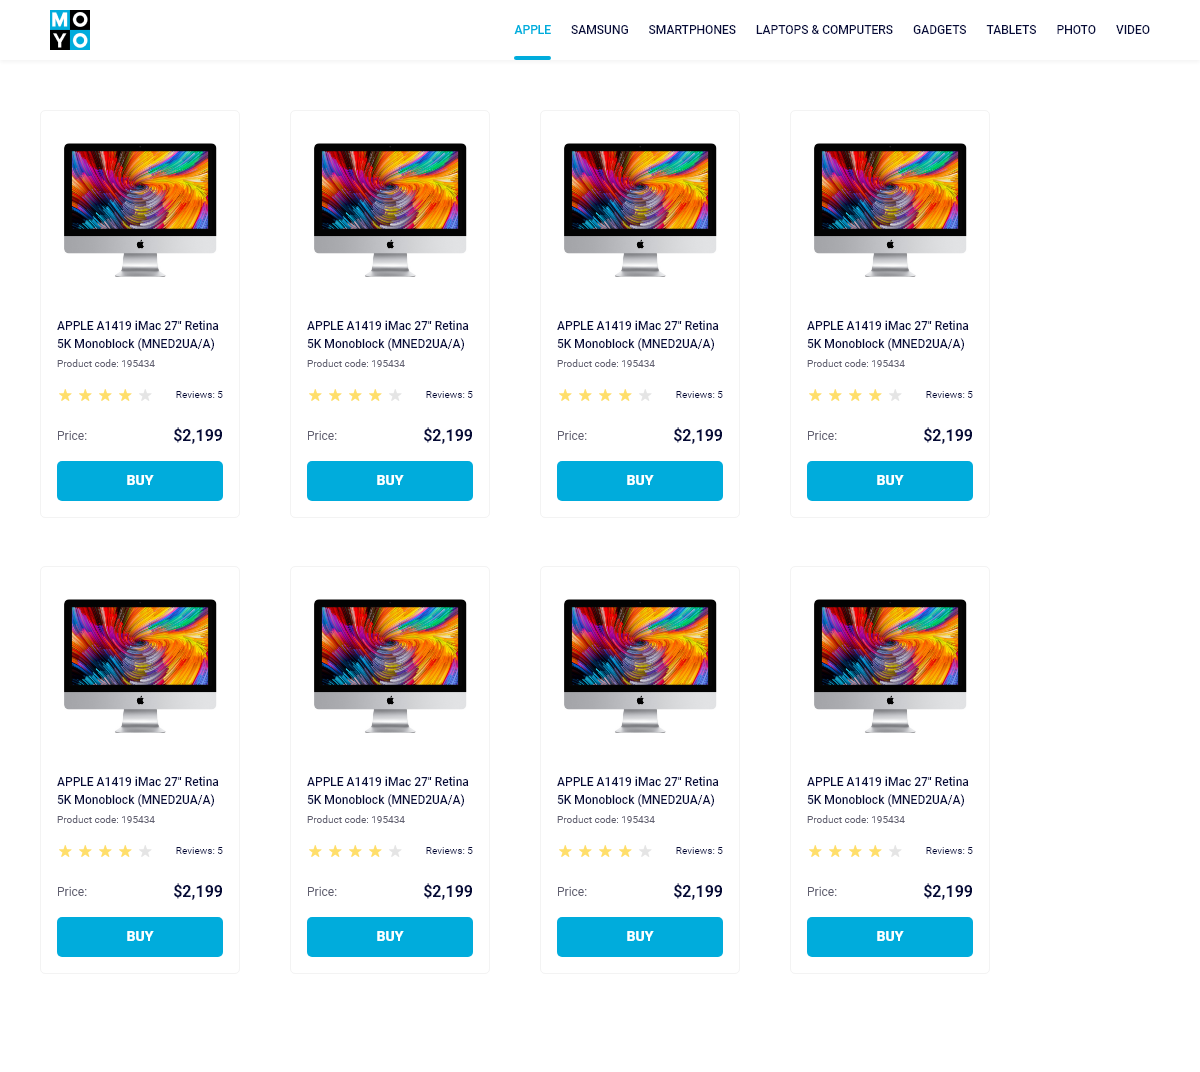 MO
YO
APPLE SAMSUNG SMARTPHONES LAPTOPS & COMPUTERS GADGETS TABLETS PHOTO VIDEO
APPLE A1419 iMac 27" Retina
5K Monoblock (MNED2UA/A)
Product code: 195434
Reviews: 5
Price: $2,199
BUY
APPLE A1419 iMac 27" Retina
5K Monoblock (MNED2UA/A)
Product code: 195434
Reviews: 5
Price: $2,199
BUY
APPLE A1419 iMac 27" Retina
5K Monoblock (MNED2UA/A)
Product code: 195434
Reviews: 5
Price: $2,199
BUY
APPLE A1419 iMac 27" Retina
5K Monoblock (MNED2UA/A)
Product code: 195434
Reviews: 5
Price: $2,199
BUY
APPLE A1419 iMac 27" Retina
5K Monoblock (MNED2UA/A)
Product code: 195434
Reviews: 5
Price: $2,199
BUY
APPLE A1419 iMac 27" Retina
5K Monoblock (MNED2UA/A)
Product code: 195434
Reviews: 5
Price: $2,199
BUY
APPLE A1419 iMac 27" Retina
5K Monoblock (MNED2UA/A)
Product code: 195434
Reviews: 5
Price: $2,199
BUY
APPLE A1419 iMac 27" Retina
5K Monoblock (MNED2UA/A)
Product code: 195434
Reviews: 5
Price: $2,199
BUY